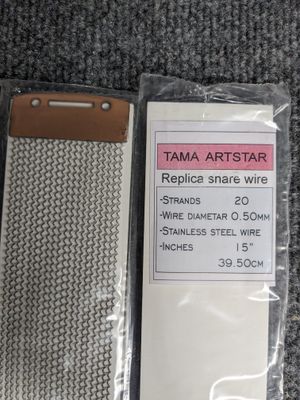 TAMA ARTSTAR
Replica snare wire
-STRANDS 20
-WIRE DIAMETAR 0.50MM
-STAINLESS STEEL WIRE
-INCHES 15"
39.50CM